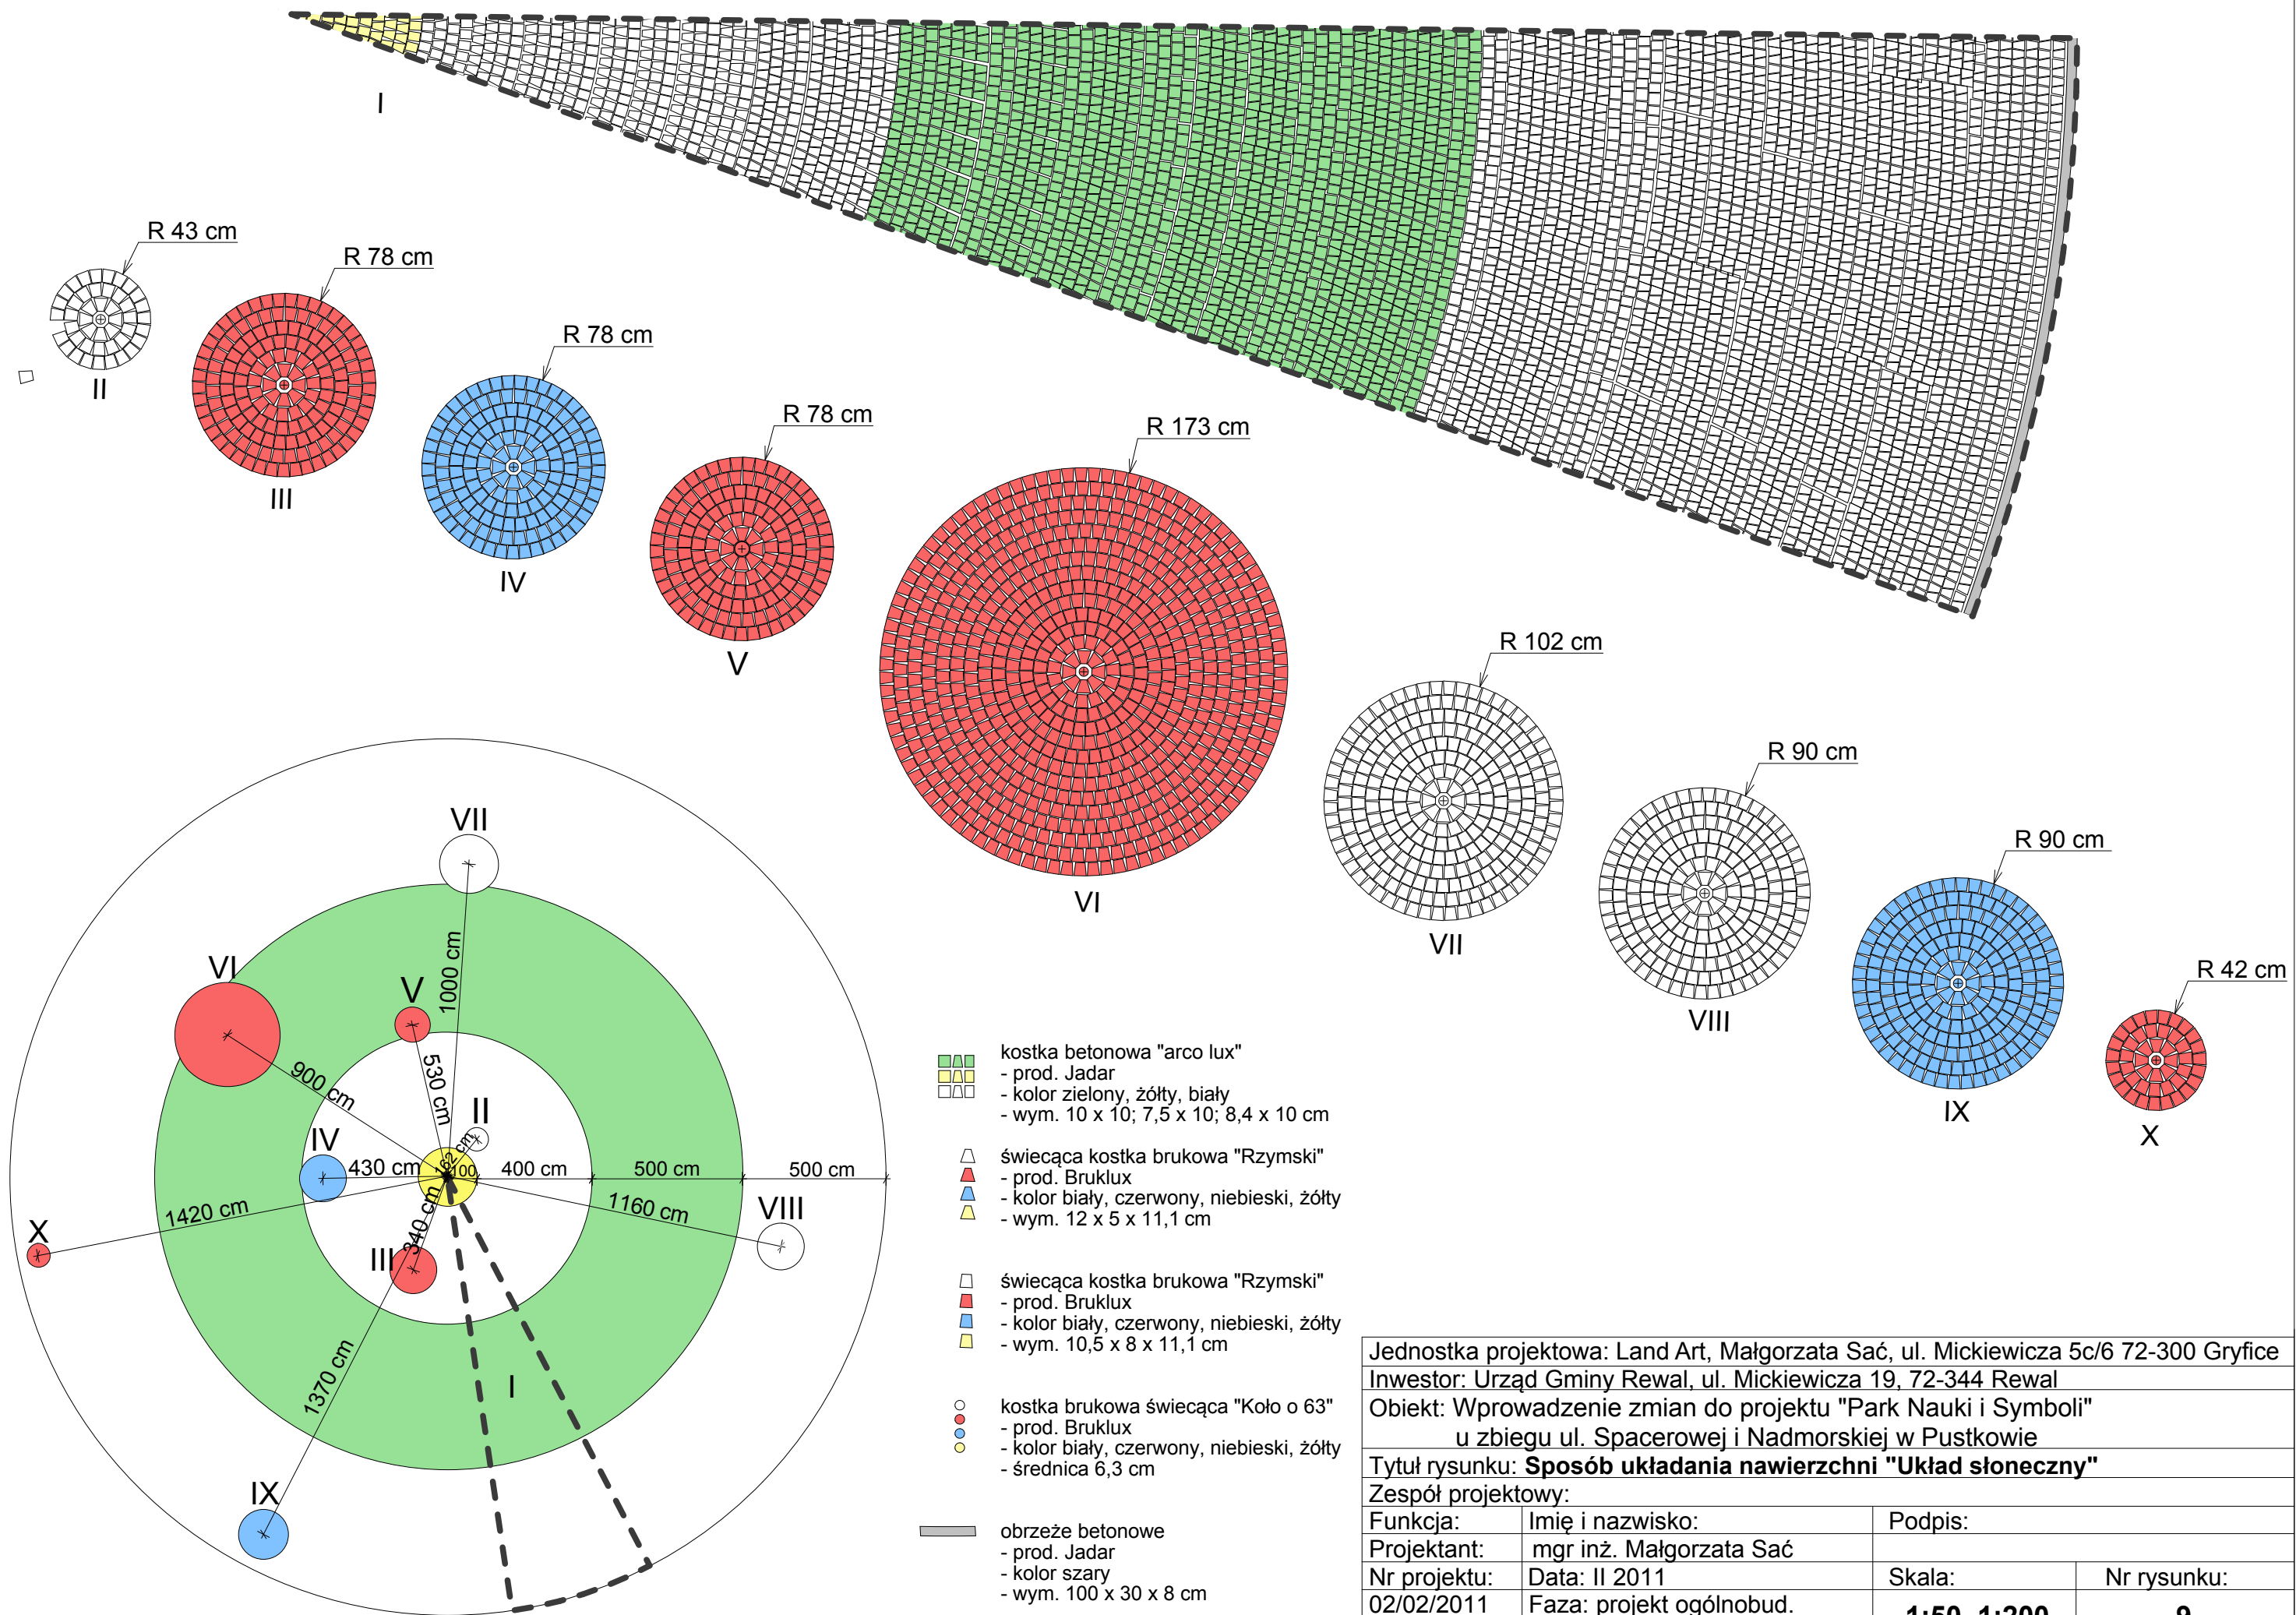 I
R 43 cm
II
R 78 cm
III
R 78 cm
IV
R 78 cm
V
R 173 cm
VI
R 102 cm
VII
R 90 cm
VIII
R 90 cm
IX
R 42 cm
X
VII
1000 cm
VI
V
900 cm
530 cm
II
IV
162 cm
430 cm
100
400 cm
500 cm
500 cm
1420 cm
1160 cm
VIII
X
340 cm
III
1370 cm
I
IX
kostka betonowa "arco lux"
- prod. Jadar
- kolor zielony, żółty, biały
- wym. 10 x 10; 7,5 x 10; 8,4 x 10 cm
świecąca kostka brukowa "Rzymski"
- prod. Bruklux
- kolor biały, czerwony, niebieski, żółty
- wym. 12 x 5 x 11,1 cm
świecąca kostka brukowa "Rzymski"
- prod. Bruklux
- kolor biały, czerwony, niebieski, żółty
- wym. 10,5 x 8 x 11,1 cm
kostka brukowa świecąca "Koło o 63"
- prod. Bruklux
- kolor biały, czerwony, niebieski, żółty
- średnica 6,3 cm
obrzeże betonowe
- prod. Jadar
- kolor szary
- wym. 100 x 30 x 8 cm
Jednostka projektowa: Land Art, Małgorzata Sać, ul. Mickiewicza 5c/6 72-300 Gryfice
Inwestor: Urząd Gminy Rewal, ul. Mickiewicza 19, 72-344 Rewal
Obiekt: Wprowadzenie zmian do projektu "Park Nauki i Symboli"
u zbiegu ul. Spacerowej i Nadmorskiej w Pustkowie
Tytuł rysunku: Sposób układania nawierzchni "Układ słoneczny"
Zespół projektowy:
Funkcja: Imię i nazwisko: Podpis:
Projektant: mgr inż. Małgorzata Sać
Nr projektu: Data: II 2011 Skala: Nr rysunku:
02/02/2011 Faza: projekt ogólnobud. 1:50, 1:200 9